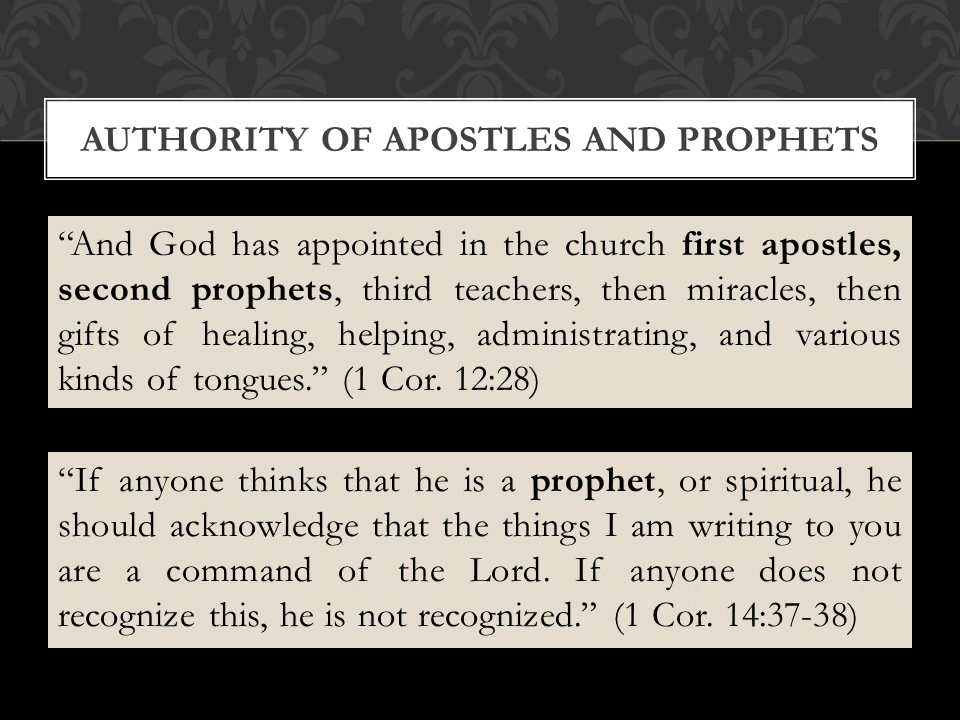 AUTHORITY OF APOSTLES AND PROPHETS
“And God has appointed in the church first apostles,
second prophets, third teachers, then miracles, then
gifts of healing, helping, administrating, and various
kinds of tongues.” (1 Cor. 12:28)
“If anyone thinks that he is a prophet, or spiritual, he
should acknowledge that the things I am writing to you
are a command of the Lord. If anyone does not
recognize this, he is not recognized.” (1 Cor. 14:37-38)